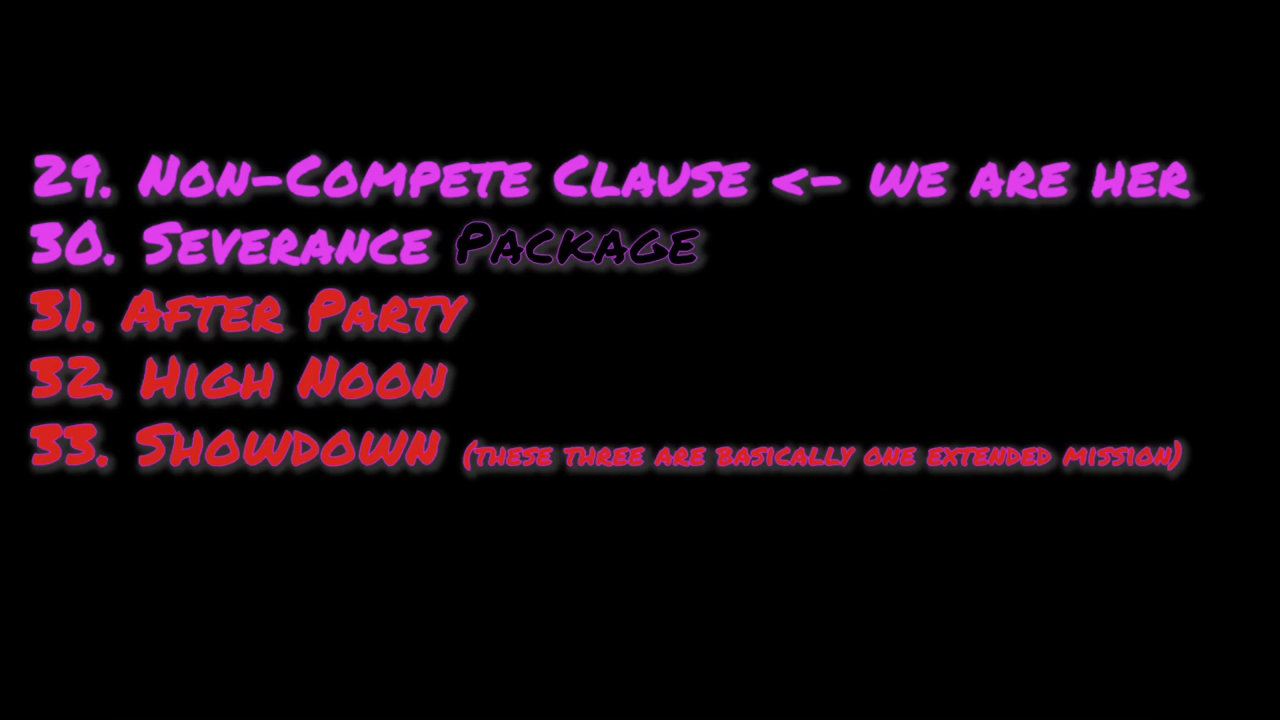 29. Non-Compete Clause <- we are her
30. Severance Package
31. After Party
32. High Noon
33. Showdown (these three are basically one extended mission)